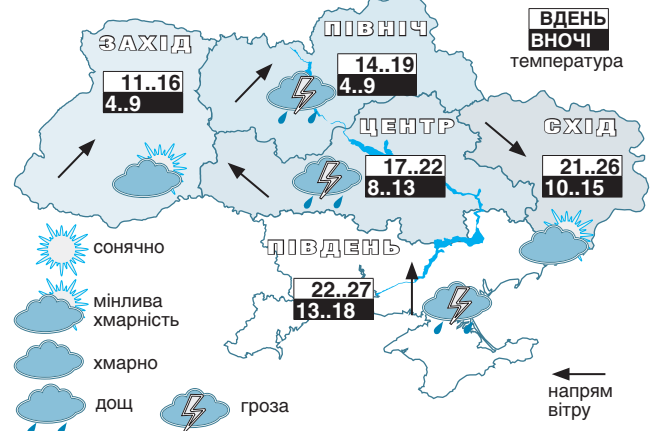 ЗАХІД
11..16
4..9
ПІВНІЧ
14..19
4..9
ВДЕНЬ
ВНОЧІ
температура
ЦЕНТР
17..22
8..13
СХІД
21..26
10..15
ПІВДЕНЬ
22..27
13..18
сонячно
мінлива
хмарність
хмарно
дощ
гроза
напрям
вітру